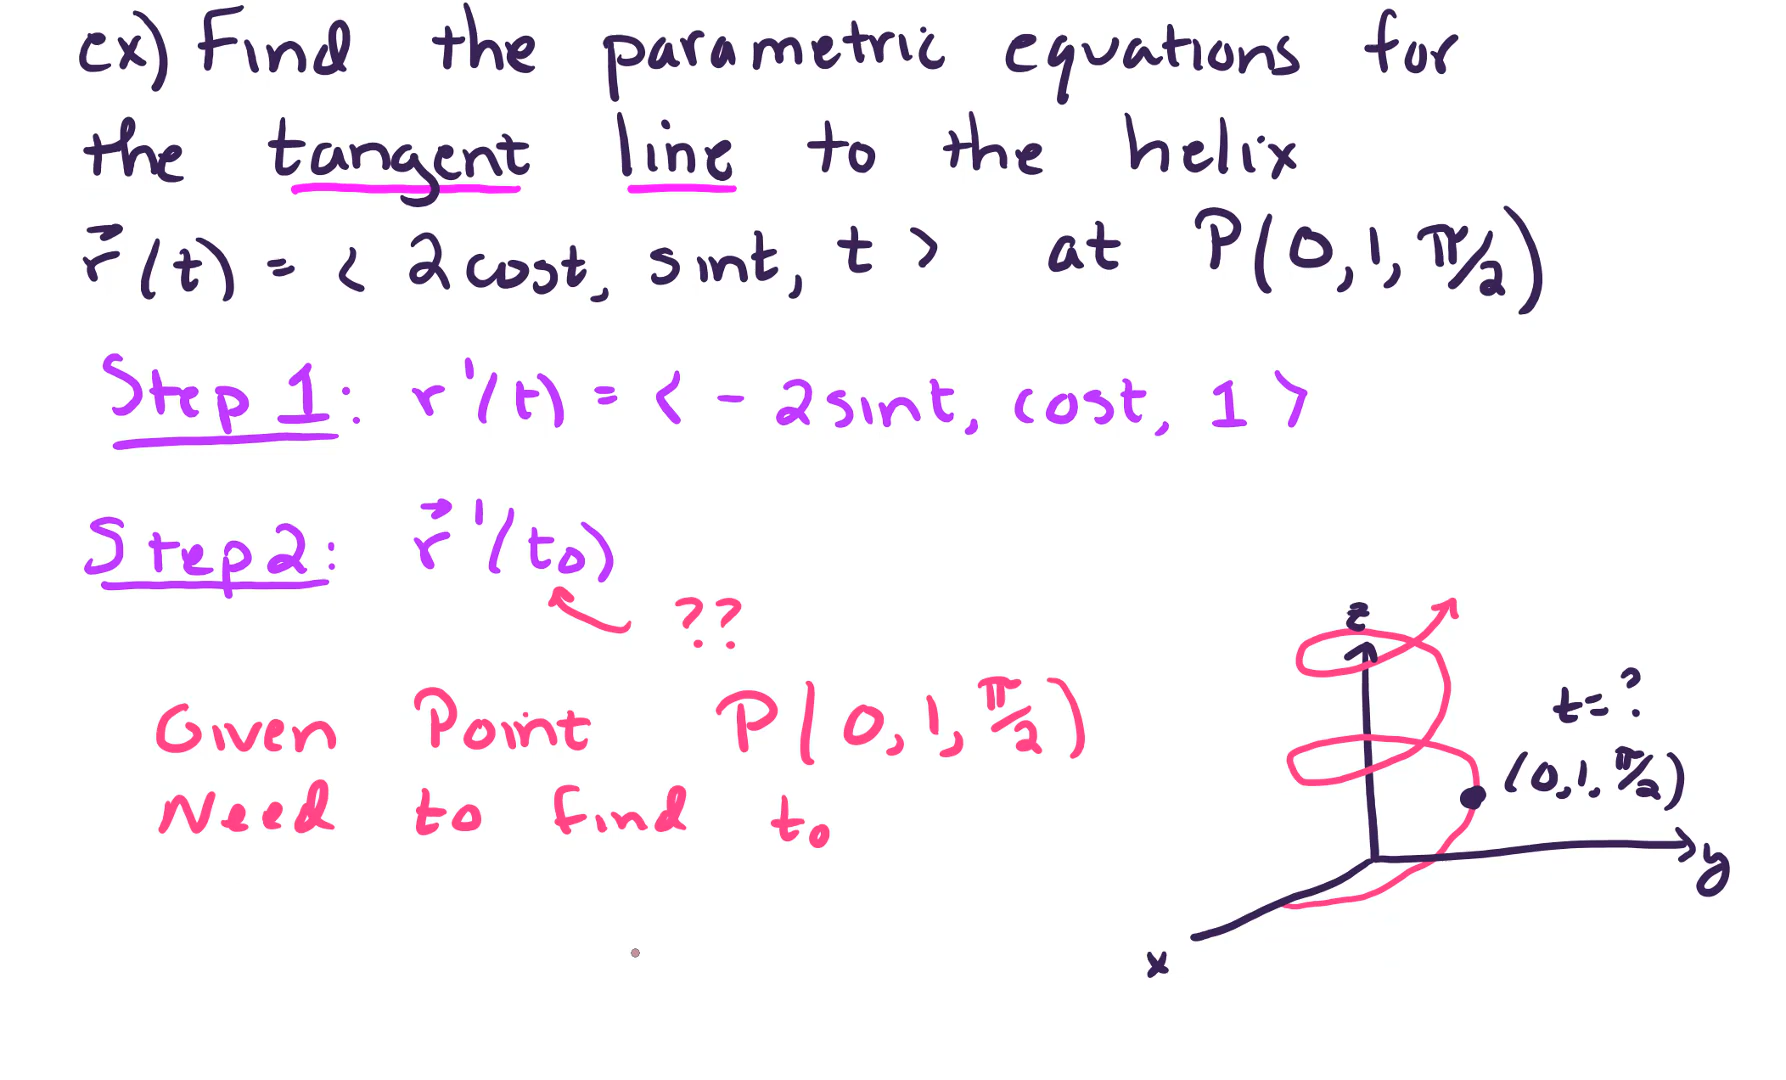 ex) Find the parametric equations for
the tangent line to the helix
r⃗(t) = < 2cost, sint, t > at P(0,1, π/2)
Step 1: r'(t) = < - 2sint, cost, 1 >
Step 2: r⃗'(t₀)
??
Given Point P(0,1, π/2)
Need to find t₀
z
t=?
(0,1, π/2)
y
x